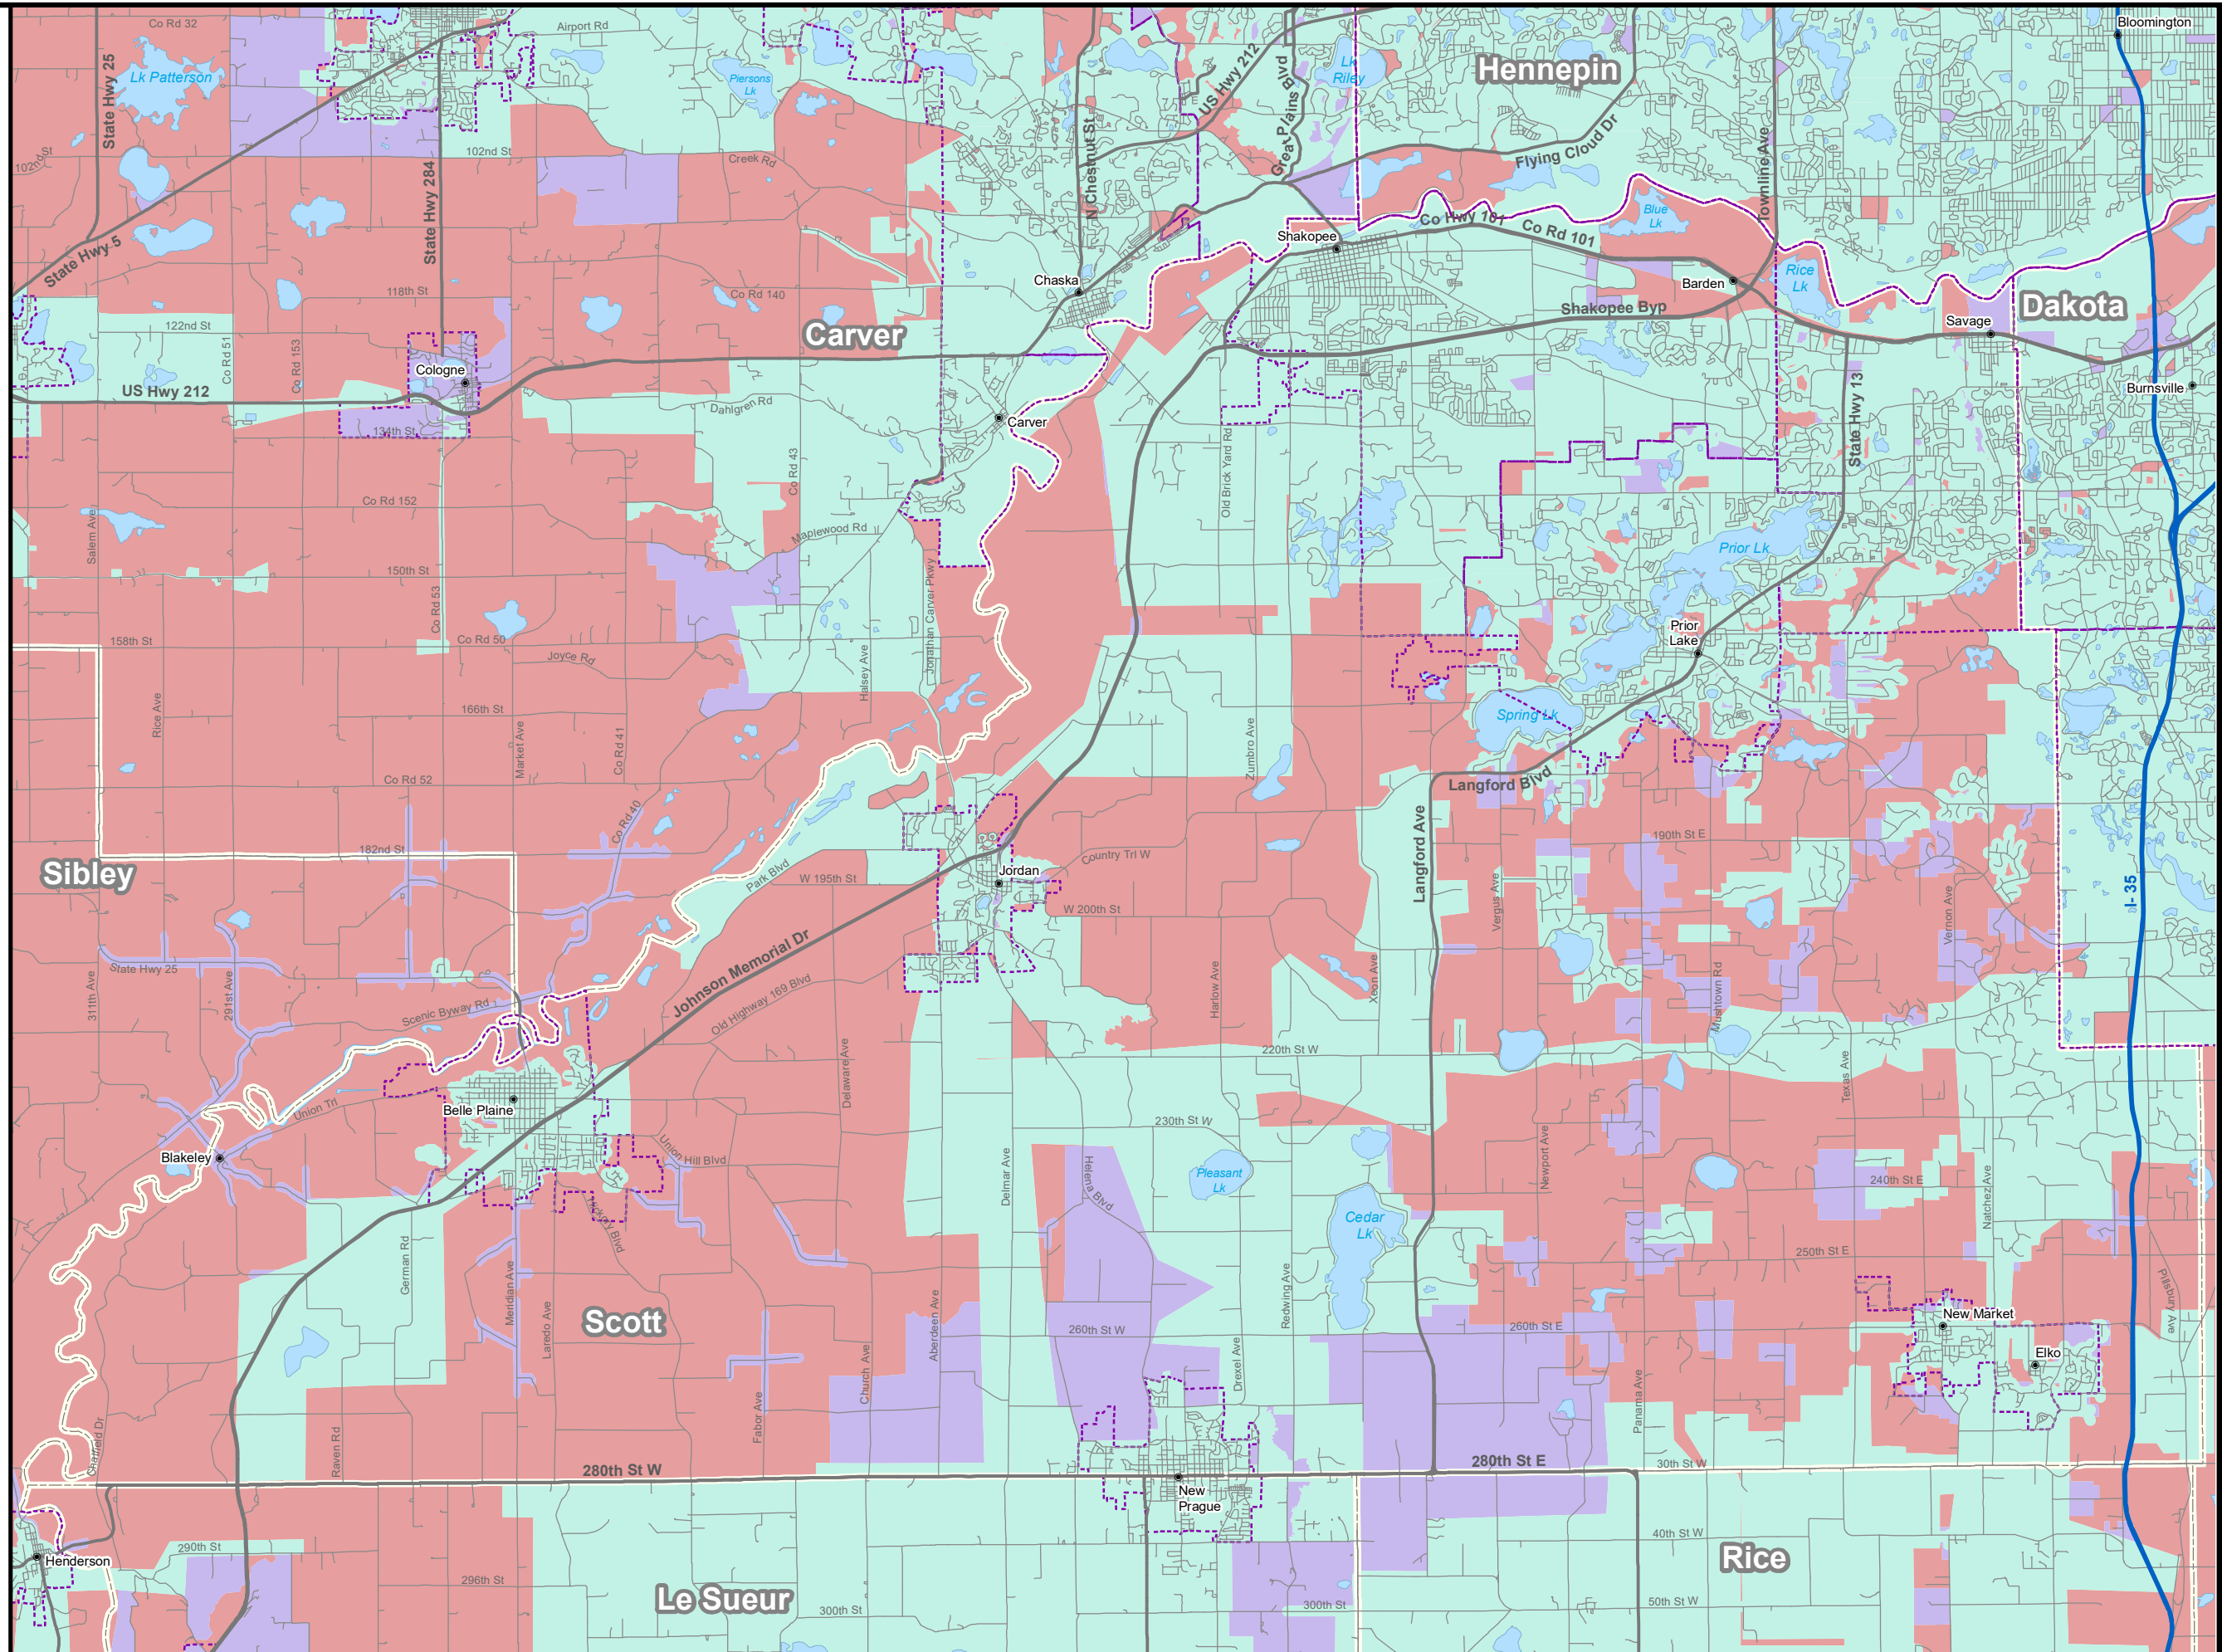 Co Rd 32
Airport Rd
Bloomington
Lk Patterson
State Hwy 25
Piersons
Lk
US Hwy 212
Great Plains Blvd
Lk
Riley
Hennepin
102nd St
102nd St
Creek Rd
State Hwy 284
N Chestnut St
Flying Cloud Dr
Townline Ave
State Hwy 5
Shakopee
Co Hwy 101
Co Rd 101
Blue
Lk
Rice
Lk
118th St
Co Rd 140
Chaska
Barden
Shakopee Byp
Dakota
122nd St
Co Rd 51
Co Rd 153
Carver
Savage
Cologne
US Hwy 212
Burnsville
134th St
Dahlgren Rd
Carver
State Hwy 13
Co Rd 43
Old Brick Yard Rd
Co Rd 152
Salem Ave
Maplewood Rd
Prior Lk
150th St
Co Rd 53
Jonathan Carver Pkwy
158th St
Co Rd 50
Joyce Rd
Halsey Ave
Prior
Lake
Rice Ave
166th St
Market Ave
Co Rd 41
Zumbro Ave
Spring Lk
Co Rd 52
Langford Blvd
Co Rd 40
Langford Ave
190th St E
182nd St
Sibley
Park Blvd
W 195th St
Country Trl W
Jordan
W 200th St
Vergus Ave
Vernon Ave
I- 35
Johnson Memorial Dr
State Hwy 25
311th Ave
291st Ave
Scenic Byway Rd
Old Highway 169 Blvd
Harlow Ave
Xeon Ave
Mushtown Rd
220th St W
Delaware Ave
Texas Ave
Union Trl
Belle Plaine
230th St W
Blakeley
Union Hill Blvd
Delmar Ave
Helena Blvd
Pleasant
Lk
Newport Ave
240th St E
Natchez Ave
Hickory Blvd
Cedar
Lk
German Rd
Meridian Ave
250th St E
Pillsbury Ave
Scott
Laredo Ave
Aberdeen Ave
Redwing Ave
260th St W
260th St E
New Market
Elko
Fabor Ave
Church Ave
Drexel Ave
Panama Ave
Chatfield Dr
Raven Rd
280th St W
280th St E
30th St W
New
Prague
Henderson
290th St
40th St W
Rice
296th St
Le Sueur
300th St
300th St
50th St W